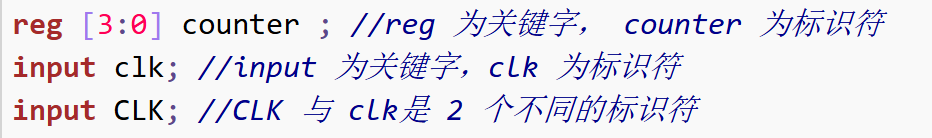 reg [3:0] counter ; //reg 为关键字， counter 为标识符
input clk; //input 为关键字，clk 为标识符
input CLK; //CLK 与 clk是 2 个不同的标识符